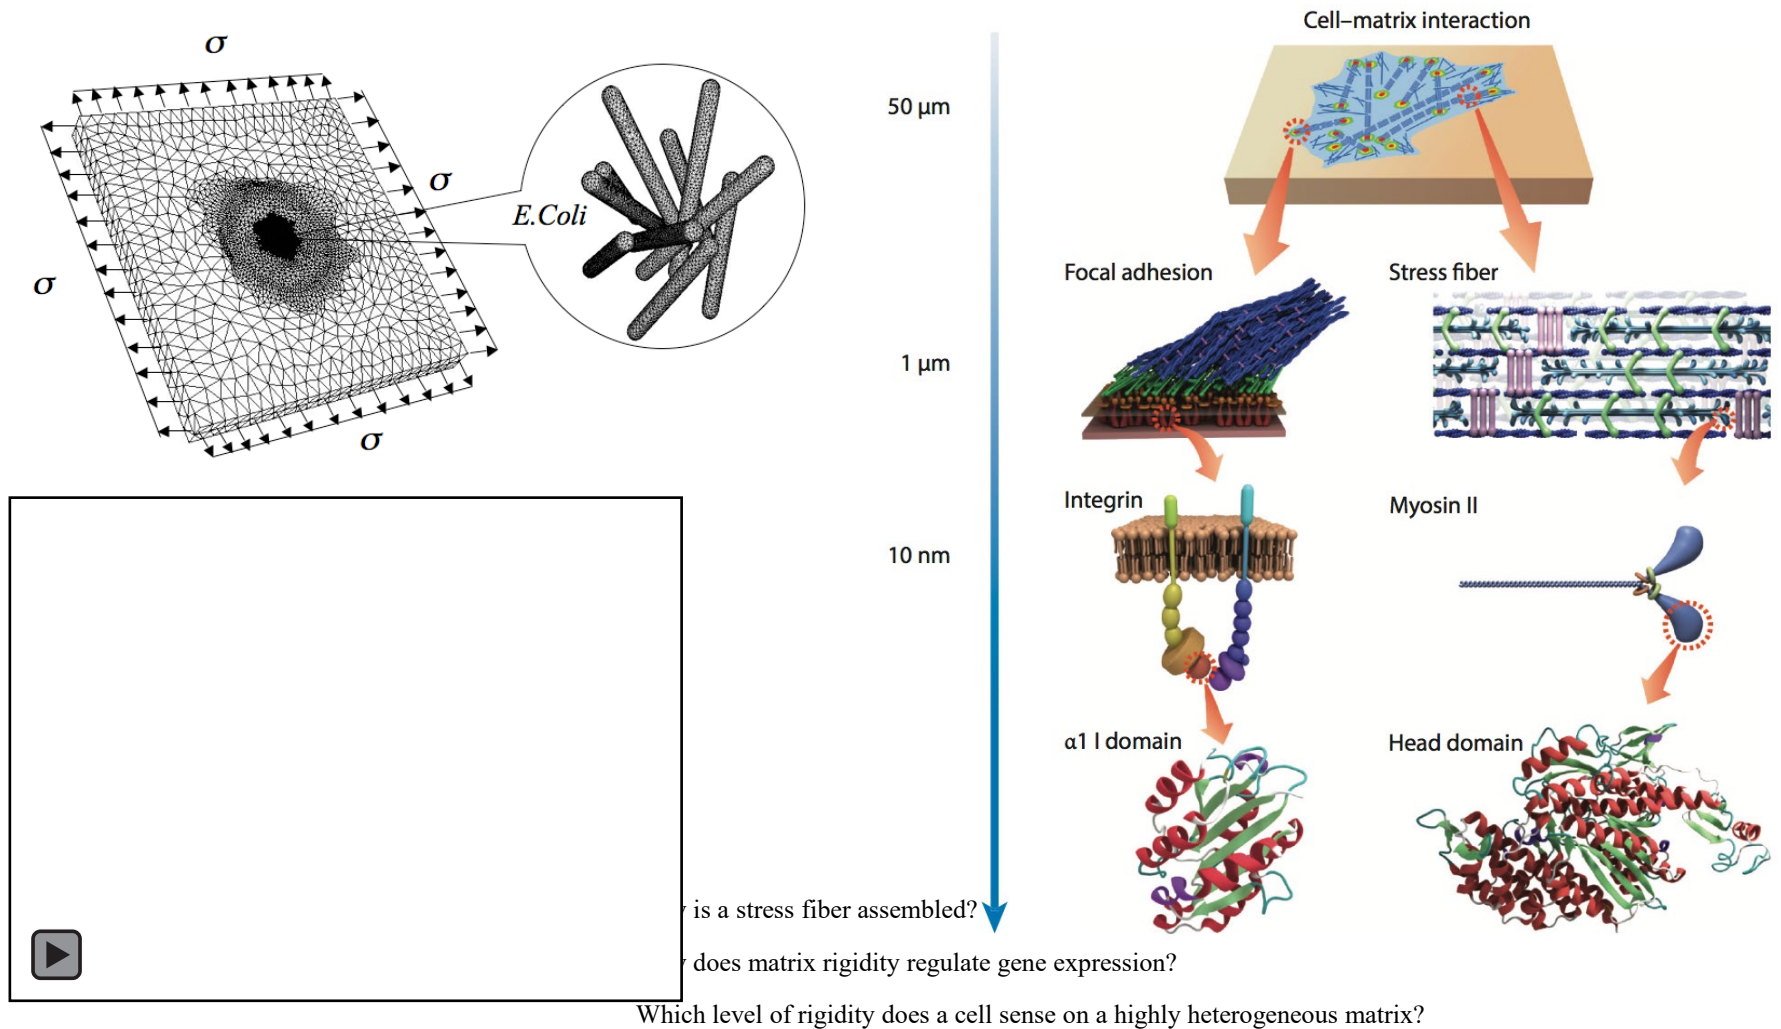 σ
σ
σ
σ
E.Coli
50 µm
1 µm
10 nm
Cell–matrix interaction
Focal adhesion
Stress fiber
Integrin
Myosin II
α1 I domain
Head domain
is a stress fiber assembled?
does matrix rigidity regulate gene expression?
Which level of rigidity does a cell sense on a highly heterogeneous matrix?